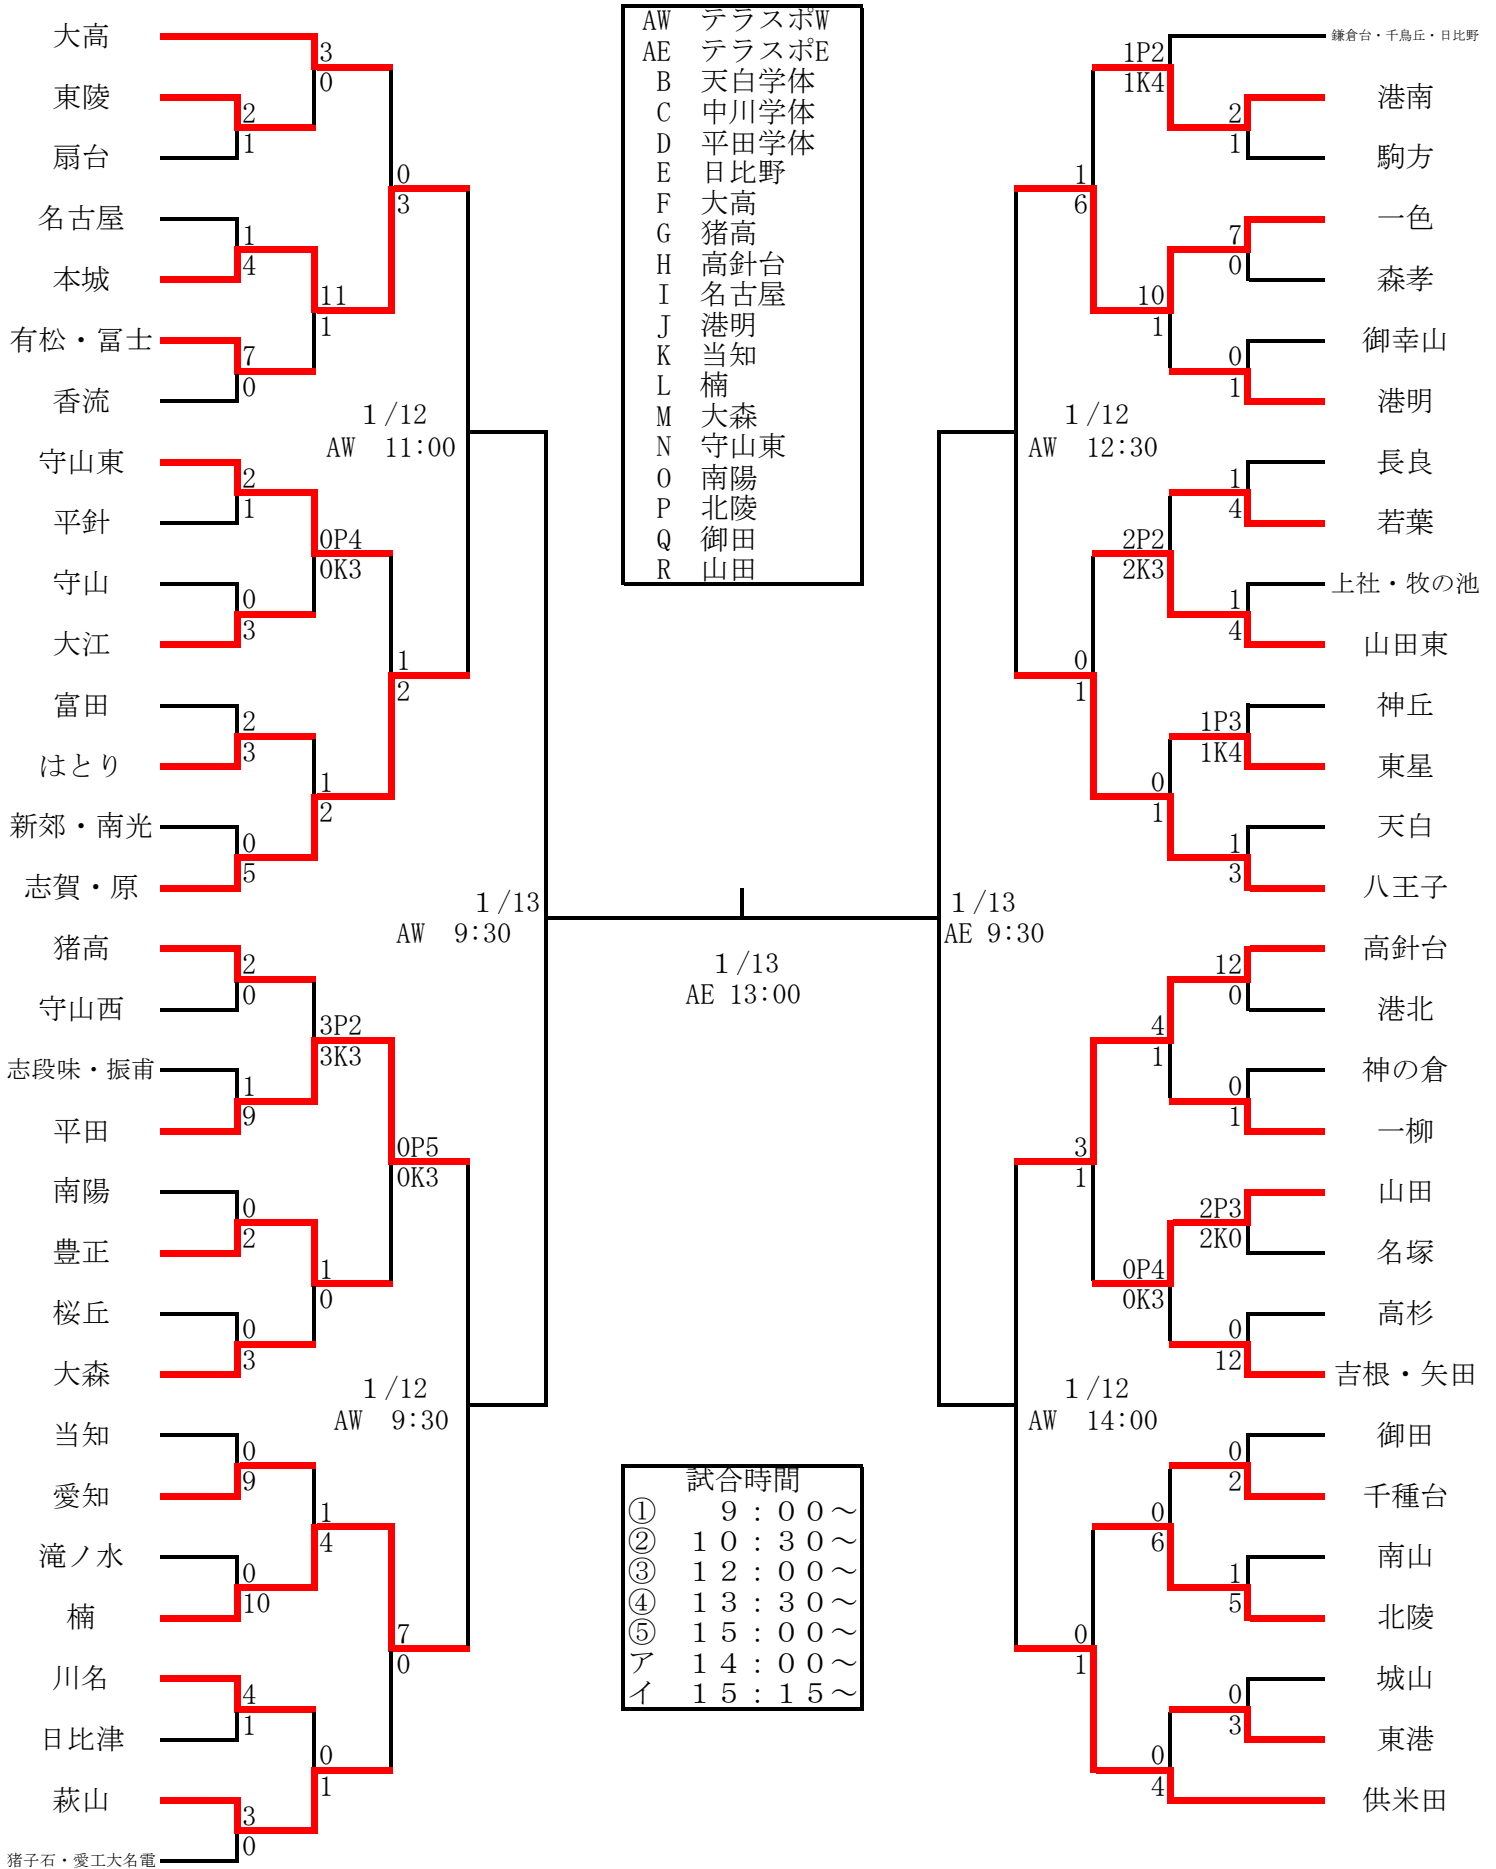 大高
3
0
東陵
2
1
扇台
0
3
名古屋
1
4
本城
11
1
有松・冨士
7
0
香流
1/12
AW 11:00
守山東
2
1
平針
0P4
0K3
守山
0
3
大江
1
2
富田
2
3
はとり
1
2
新郊・南光
0
5
志賀・原
1/13
AW 9:30
猪高
2
0
守山西
3P2
3K3
志段味・振甫
1
9
平田
0P5
0K3
南陽
0
2
豊正
1
0
桜丘
0
3
大森
1/12
AW 9:30
当知
0
9
愛知
1
4
滝ノ水
0
10
楠
7
0
川名
4
1
日比津
0
1
萩山
3
0
猪子石・愛工大名電
AW テラスポW
AE テラスポE
B 天白学体
C 中川学体
D 平田学体
E 日比野
F 大高
G 猪高
H 高針台
I 名古屋
J 港明
K 当知
L 楠
M 大森
N 守山東
O 南陽
P 北陵
Q 御田
R 山田
1/13
AE 13:00
試合時間
① 9：00～
② 10：30～
③ 12：00～
④ 13：30～
⑤ 15：00～
ア 14：00～
イ 15：15～
鎌倉台・千鳥丘・日比野
1P2
1K4
港南
2
1
駒方
1
6
一色
7
0
森孝
10
1
御幸山
0
1
港明
1/12
AW 12:30
長良
1
4
若葉
2P2
2K3
上社・牧の池
1
4
山田東
0
1
神丘
1P3
1K4
東星
0
1
天白
1
3
八王子
1/13
AE 9:30
高針台
12
0
港北
4
1
神の倉
0
1
一柳
3
1
山田
2P3
2K0
名塚
0P4
0K3
高杉
0
12
吉根・矢田
1/12
AW 14:00
御田
0
2
千種台
0
6
南山
1
5
北陵
0
1
城山
0
3
東港
0
4
供米田